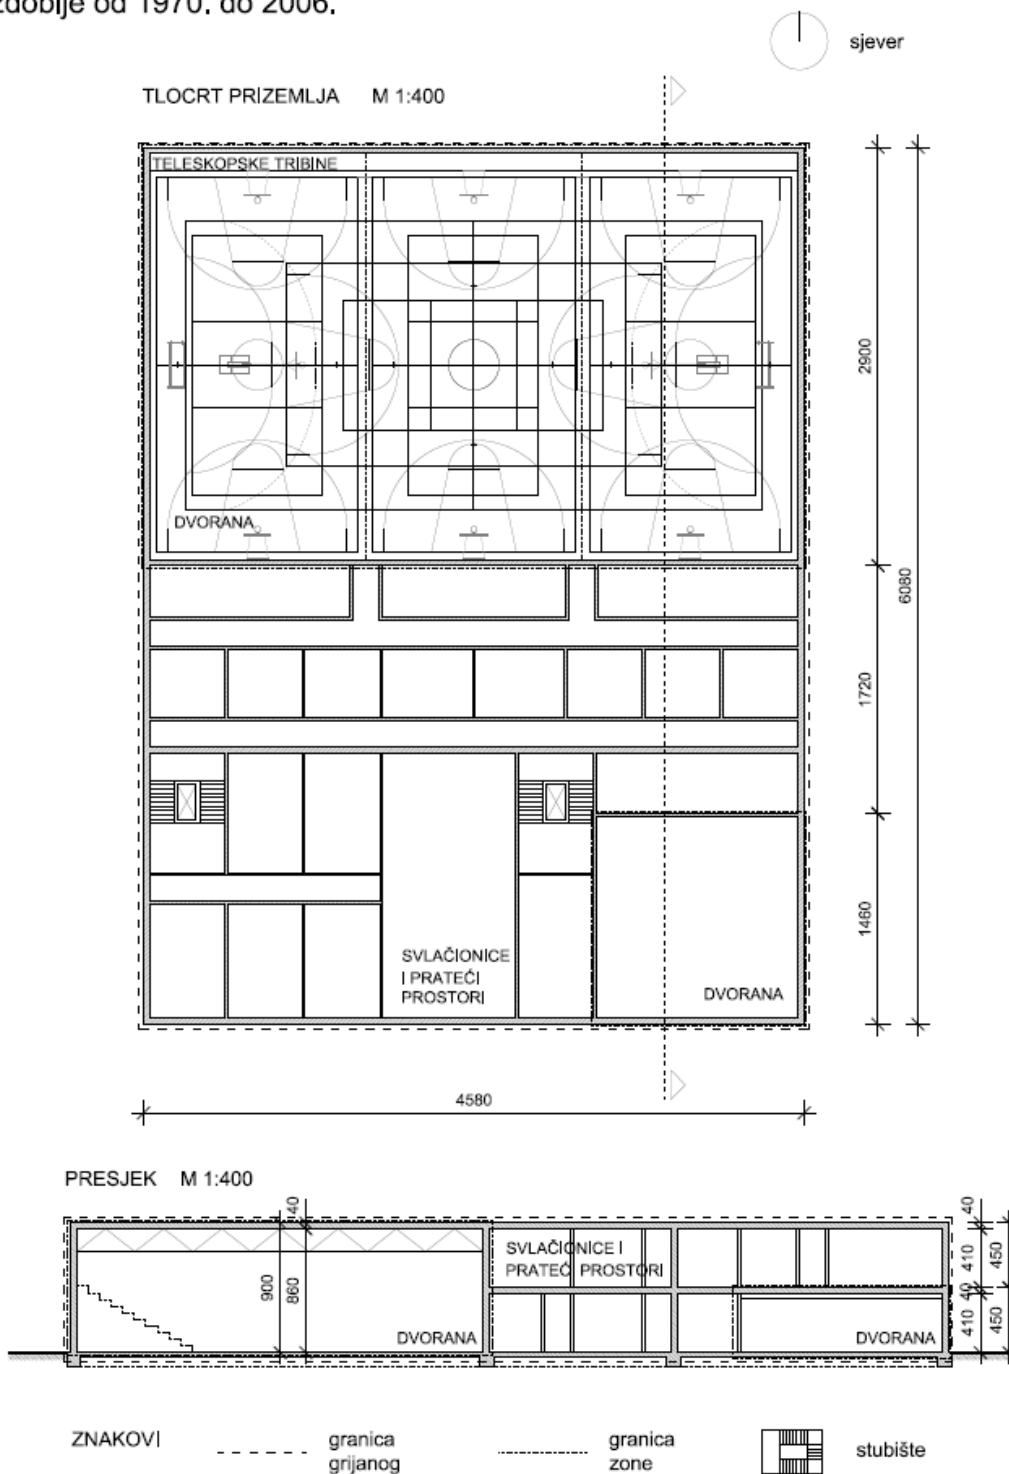 zdoblje od 1970. do 2006.
sjever
TLOCRT PRIZEMLJA M 1:400
TELESKOPSKE TRIBINE
DVORANA
2900
6080
1720
1460
SVLAČIONICE
I PRATEĆI
PROSTORI
DVORANA
4580
PRESJEK M 1:400
40
900
860
SVLAČIONICE I
PRATEĆI PROSTORI
DVORANA
DVORANA
40
410
450
40
410
450
ZNAKOVI
granica
grijanog
granica
zone
stubište